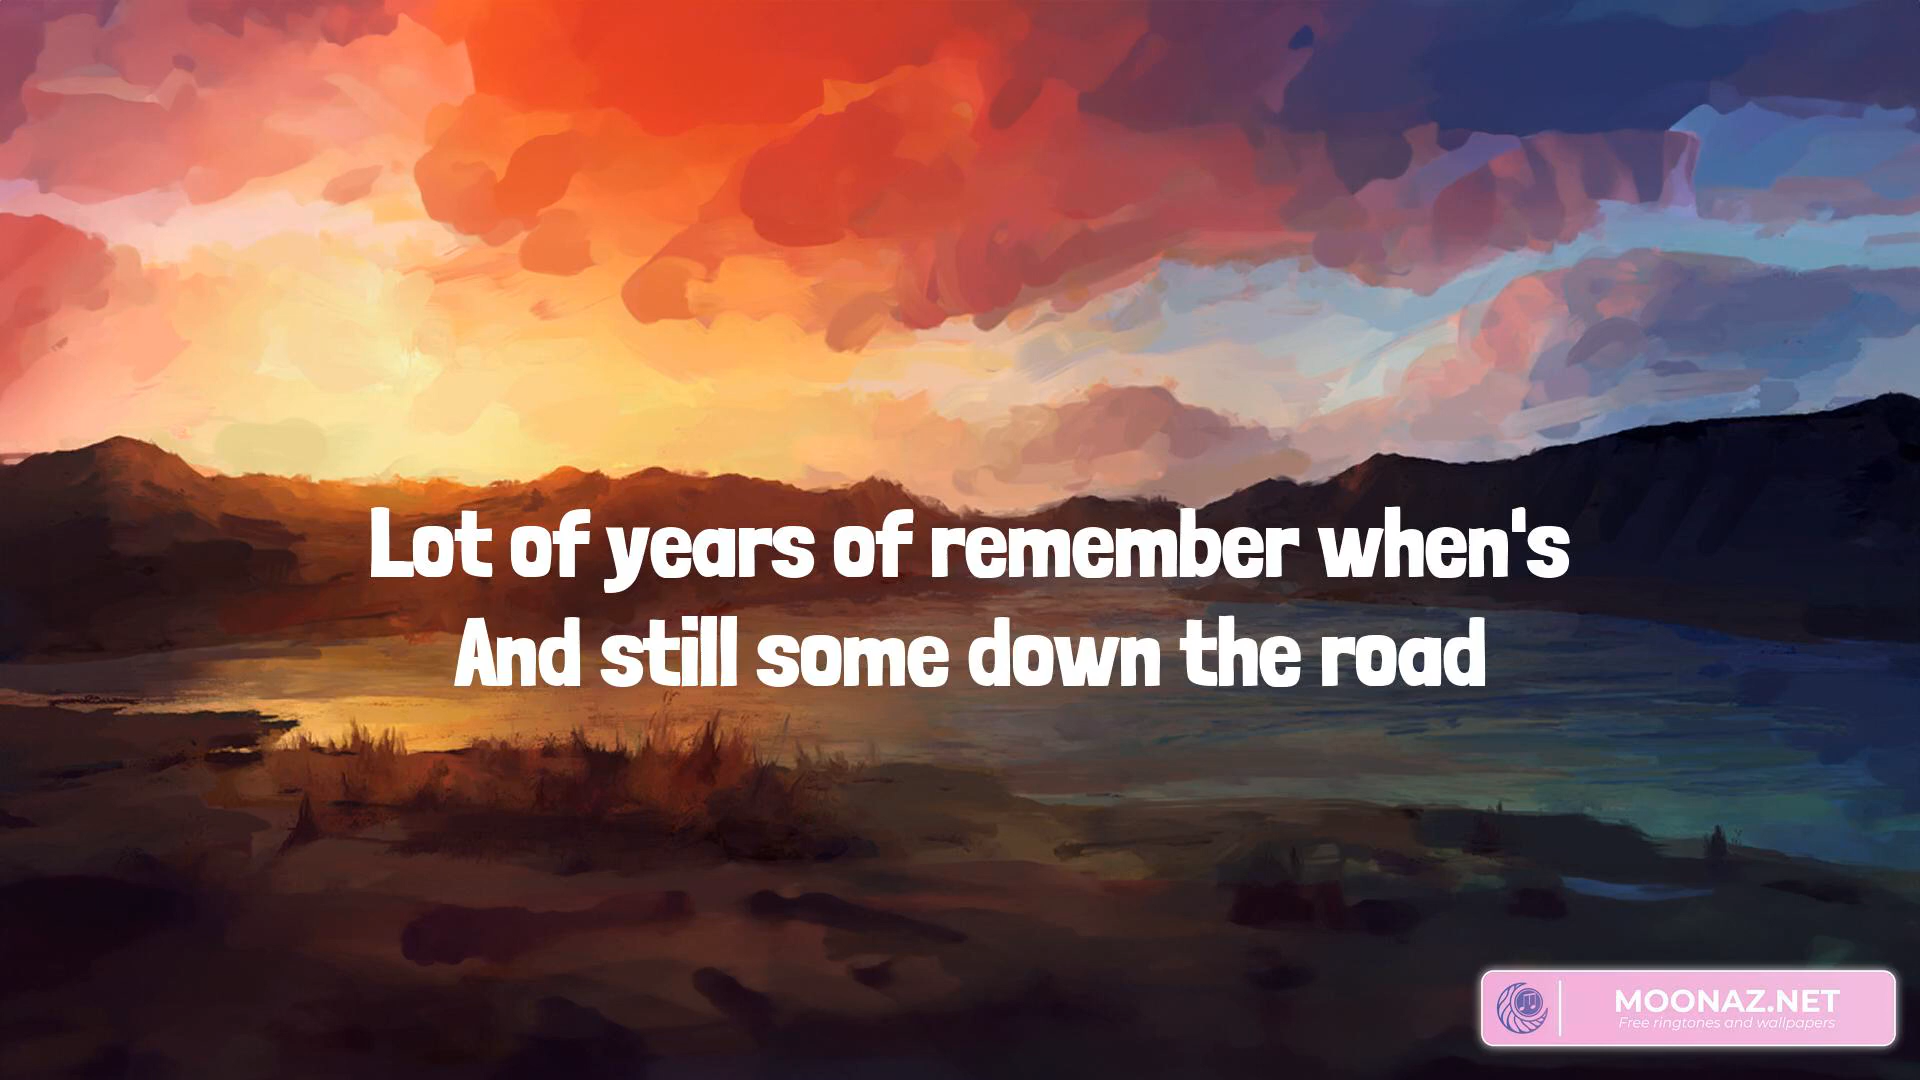 Lot of years of remember when's
And still some down the road
MOONAZ.NET
Free ringtones and wallpapers